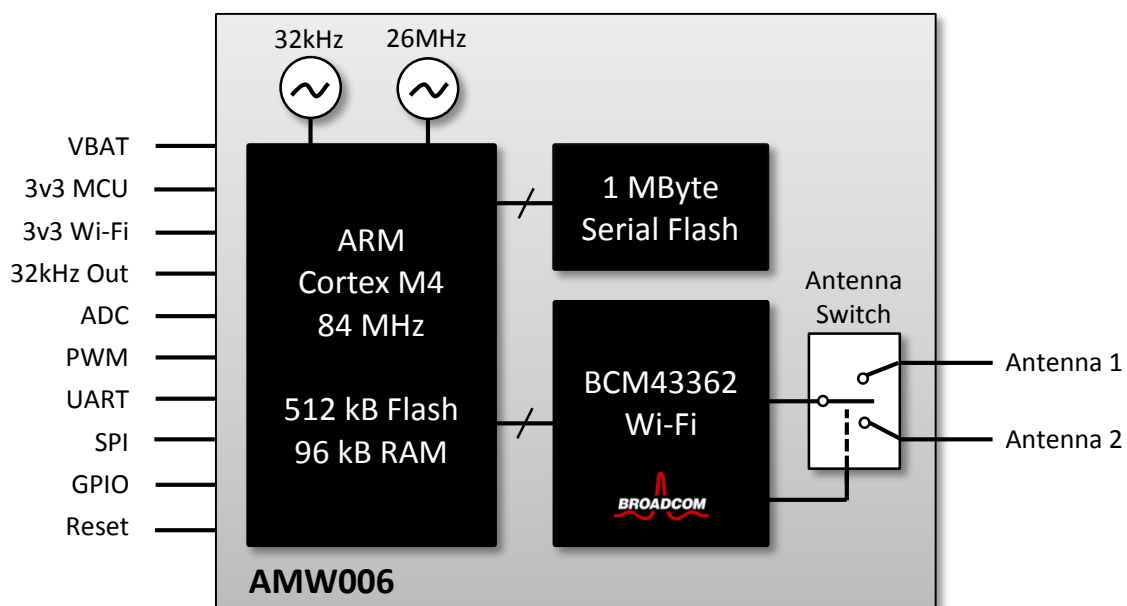 32kHz
26MHz
VBAT
3v3 MCU
3v3 Wi-Fi
32kHz Out
ADC
PWM
UART
SPI
GPIO
Reset
ARM
Cortex M4
84 MHz
512 kB Flash
96 kB RAM
1 MByte
Serial Flash
BCM43362
Wi-Fi
BROADCOM
Antenna
Switch
Antenna 1
Antenna 2
AMW006